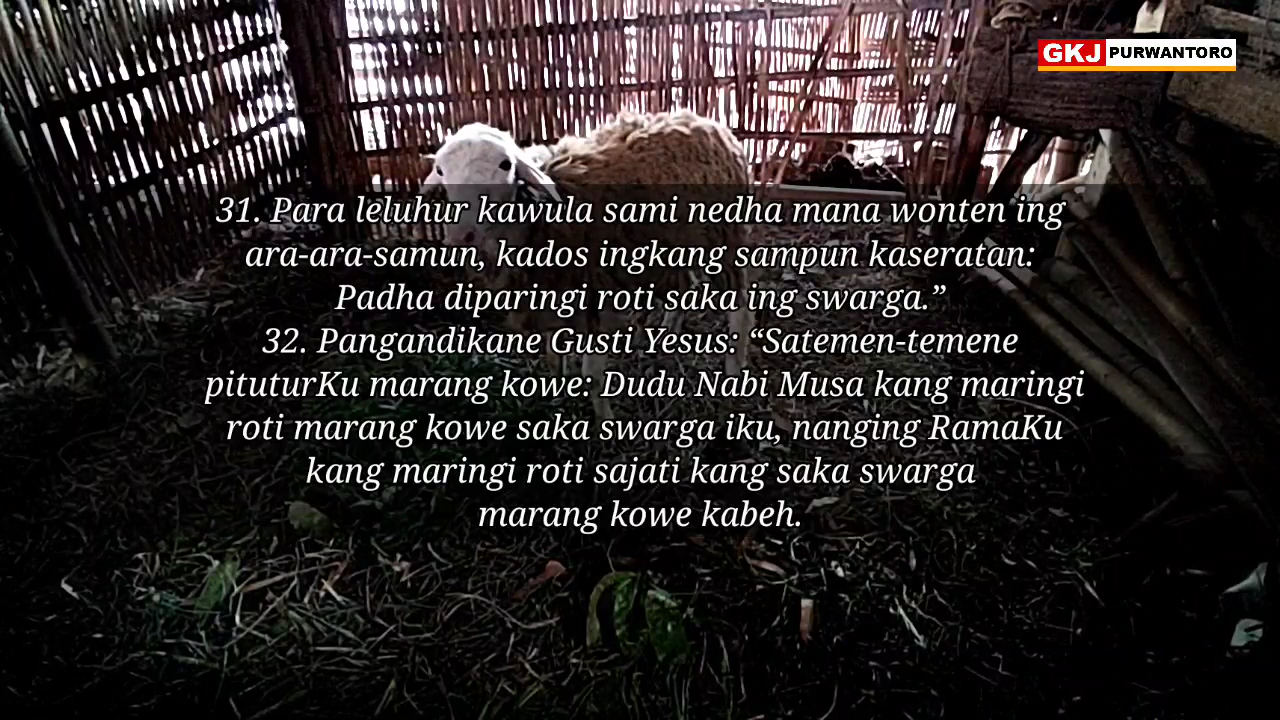 GKJ PURWANTORO
31. Para leluhur kawula sami nedha mana wonten ing
ara-ara-samun, kados ingkang sampun kaseratan:
Padha diparingi roti saka ing swarga.”
32. Pangandikane Gusti Yesus: “Satemen-temene
pituturKu marang kowe: Dudu Nabi Musa kang maringi
roti marang kowe saka swarga iku, nanging RamaKu
kang maringi roti sajati kang saka swarga
marang kowe kabeh.